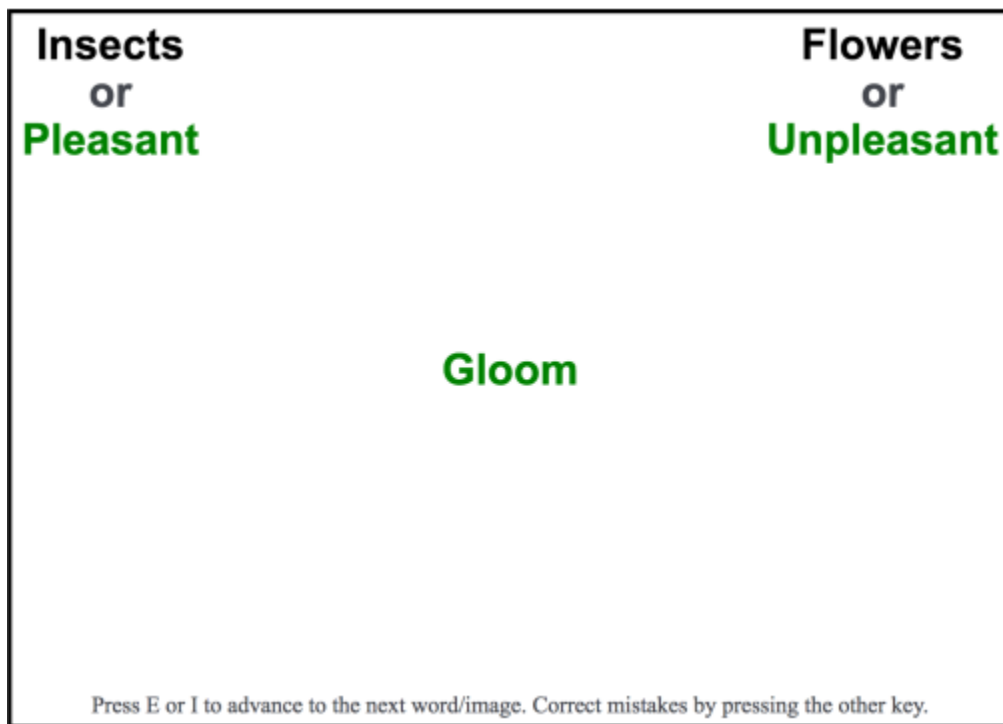 Insects
or
Pleasant
Flowers
or
Unpleasant
Gloom
Press E or I to advance to the next word/image. Correct mistakes by pressing the other key.